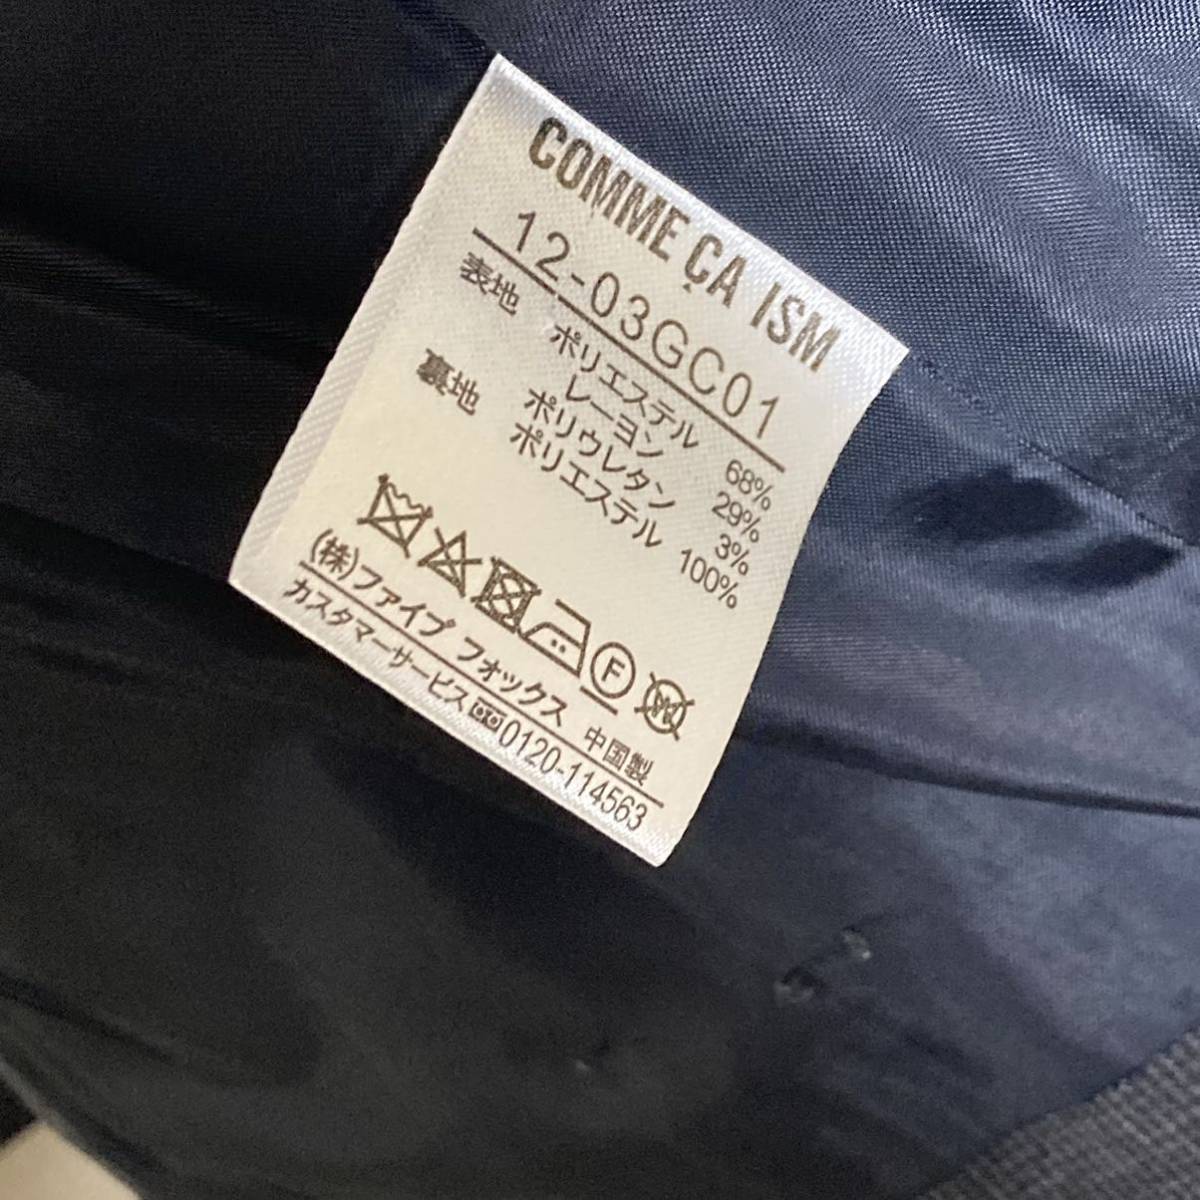 COMME ÇA ISM
12-03GC01
表地 ポリエステル 68%
レーヨン 29%
ポリウレタン 3%
裏地 ポリエステル 100%
F W
(株)ファイブ フォックス 中国製
カスタマーサービス 0120-114563